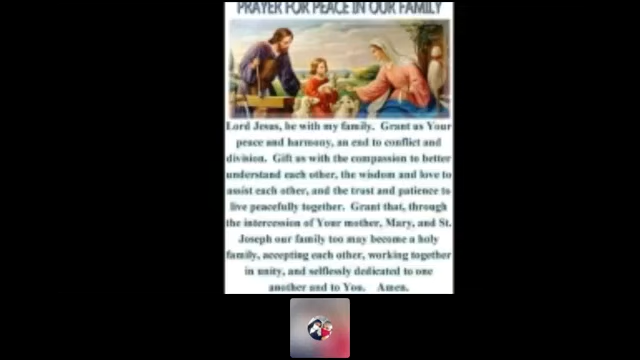 PRAYER FOR PEACE IN OUR FAMILY
Lord Jesus, be with my family. Grant us Your
peace and harmony, an end to conflict and
division. Gift us with the compassion to better
understand each other, the wisdom and love to
assist each other, and the trust and patience to
live peacefully together. Grant that, through
the intercession of Your mother, Mary, and St.
Joseph our family too may become a holy
family, accepting each other, working together
in unity, and selflessly dedicated to one
another and to You. Amen.